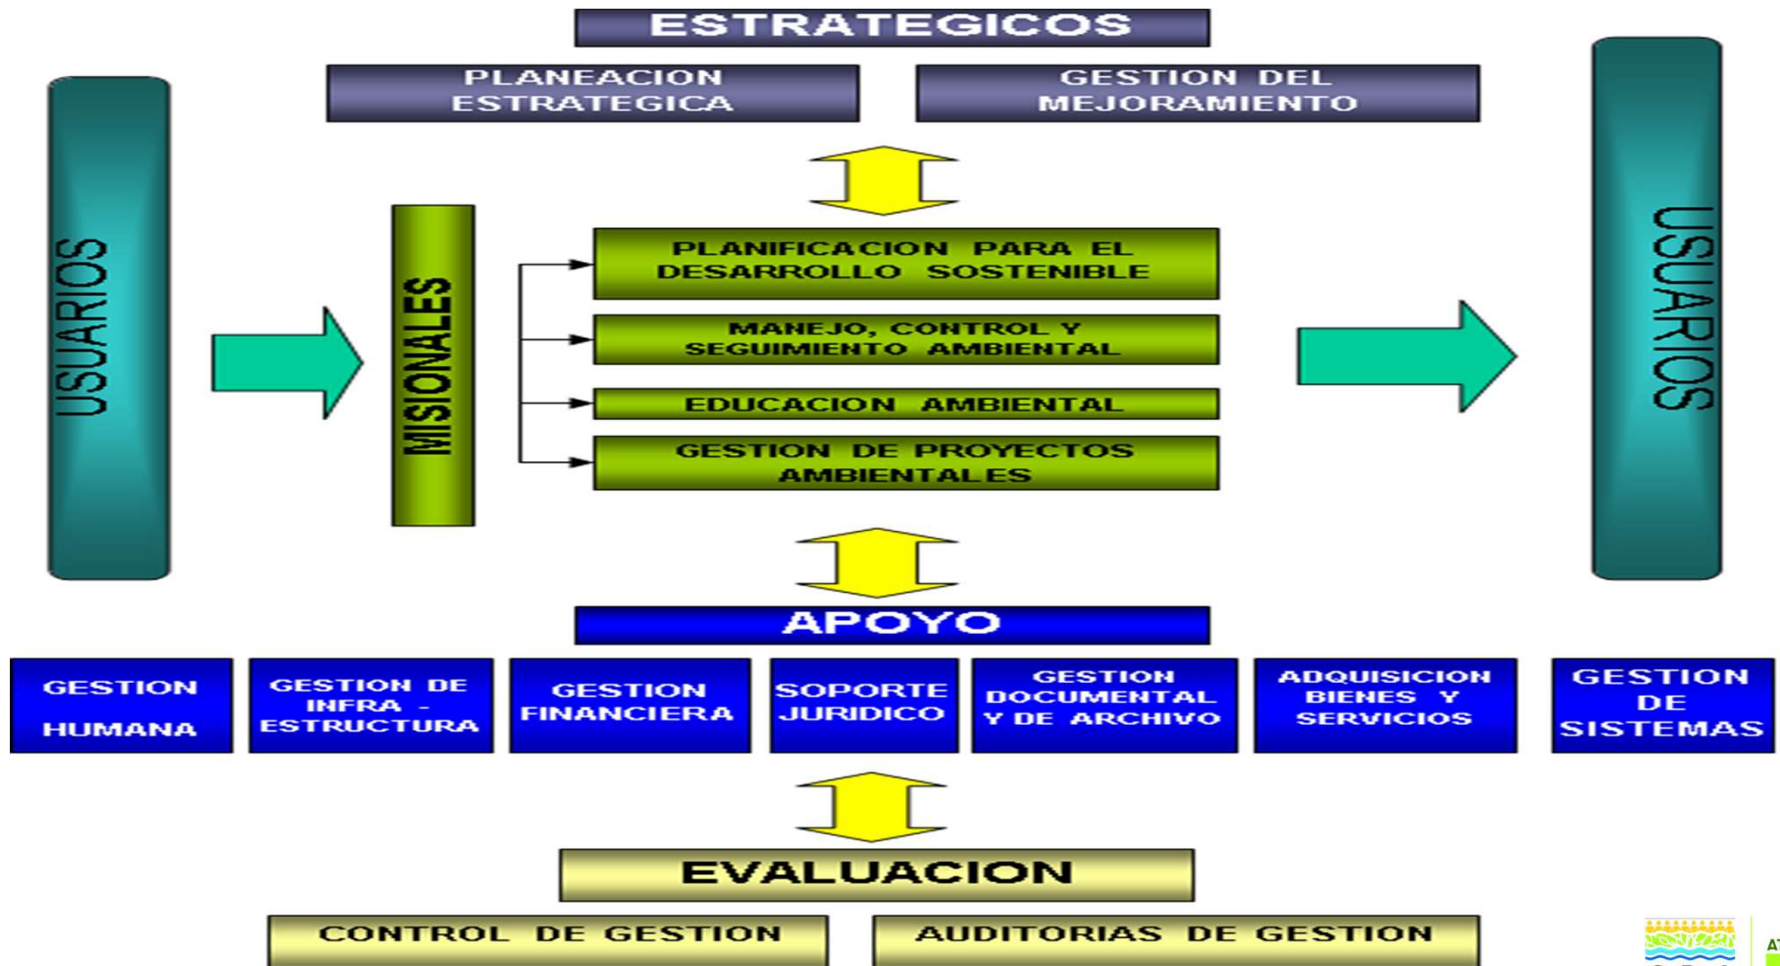 ESTRATEGICOS
PLANEACION
ESTRATEGICA
GESTION DEL
MEJORAMIENTO
USUARIOS
MISIONALES
PLANIFICACION PARA EL
DESARROLLO SOSTENIBLE
MANEJO, CONTROL Y
SEGUIMIENTO AMBIENTAL
EDUCACION AMBIENTAL
GESTION DE PROYECTOS
AMBIENTALES
USUARIOS
APOYO
GESTION
HUMANA
GESTION DE
INFRA -
ESTRUCTURA
GESTION
FINANCIERA
SOPORTE
JURIDICO
GESTION
DOCUMENTAL
Y DE ARCHIVO
ADQUISICION
BIENES Y
SERVICIOS
GESTION
DE
SISTEMAS
EVALUACION
CONTROL DE GESTION
AUDITORIAS DE GESTION